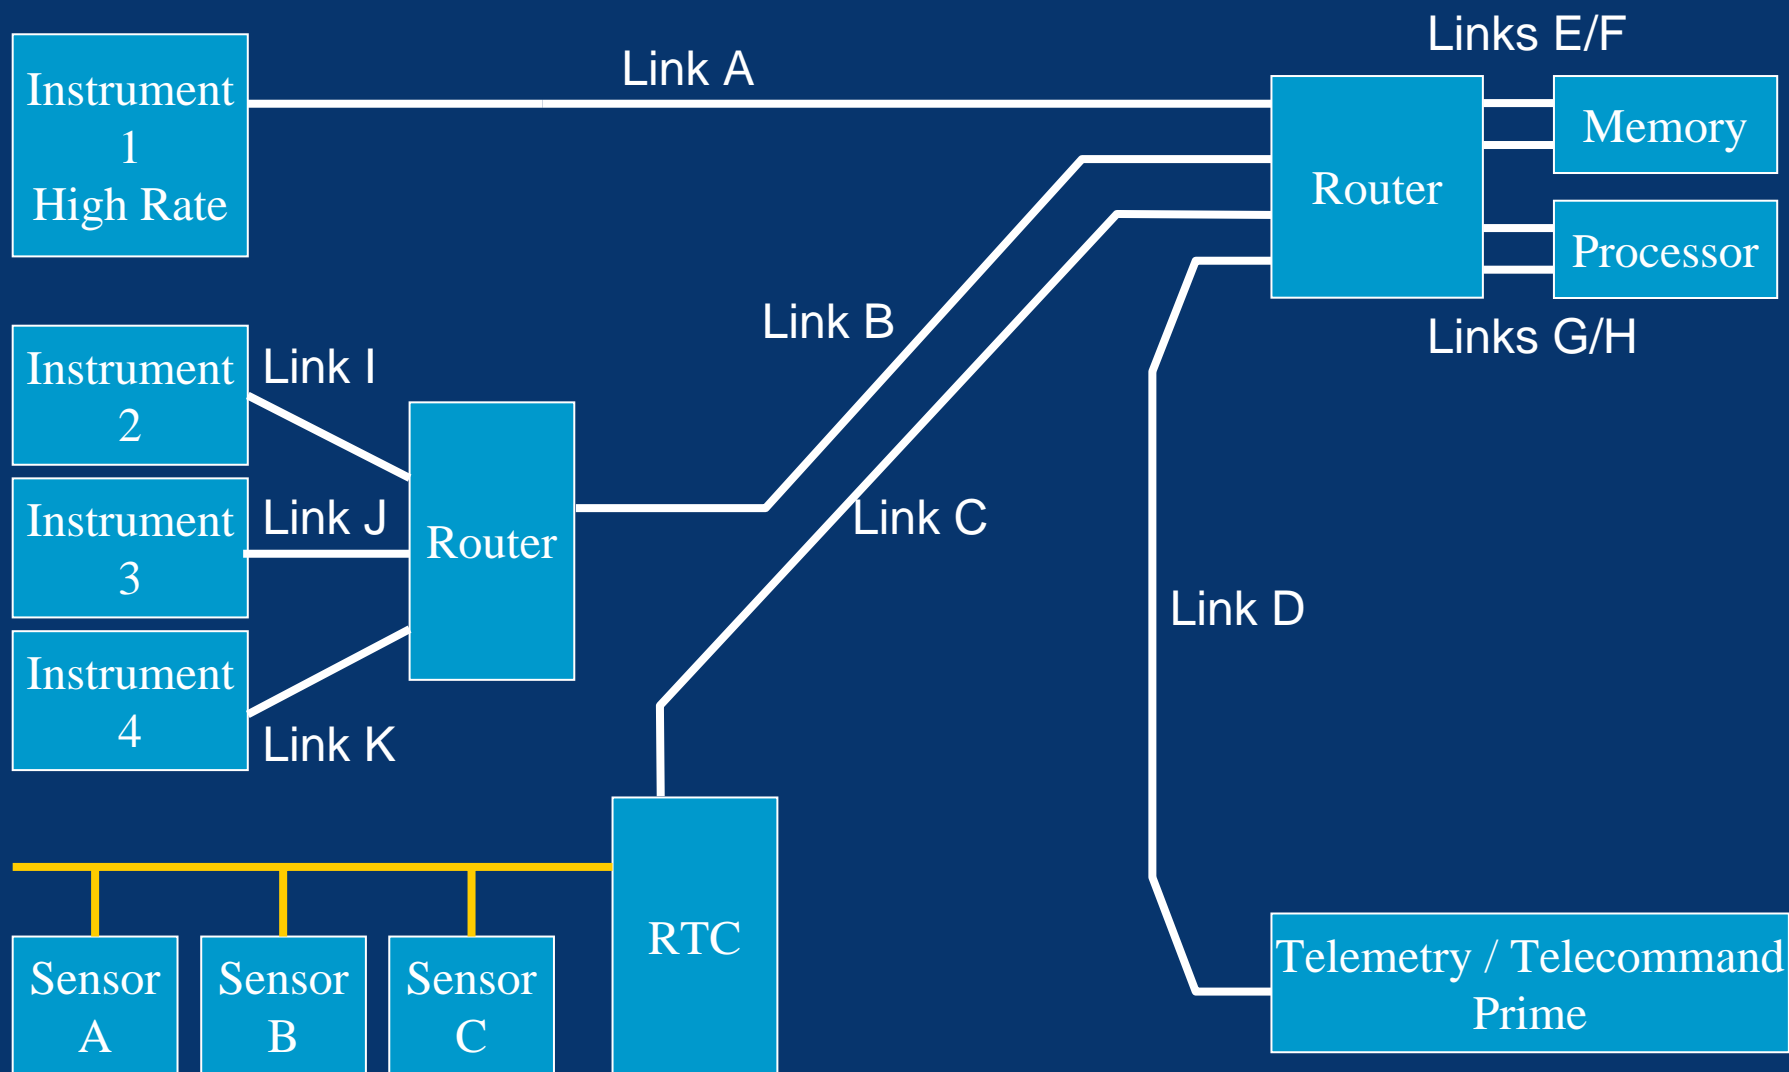 Links E/F
Instrument
1
High Rate
Link A
Memory
Router
Processor
Links G/H
Link B
Instrument
2
Link I
Instrument
3
Link J
Router
Link C
Instrument
4
Link K
Link D
RTC
Sensor
A
Sensor
B
Sensor
C
Telemetry / Telecommand
Prime